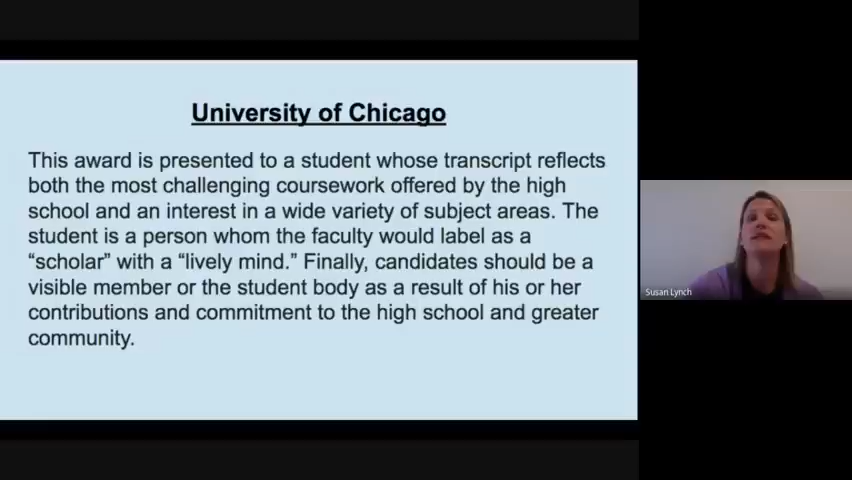 University of Chicago
This award is presented to a student whose transcript reflects
both the most challenging coursework offered by the high
school and an interest in a wide variety of subject areas. The
student is a person whom the faculty would label as a
“scholar” with a “lively mind.” Finally, candidates should be a
visible member or the student body as a result of his or her
contributions and commitment to the high school and greater
community.
Susan Lynch